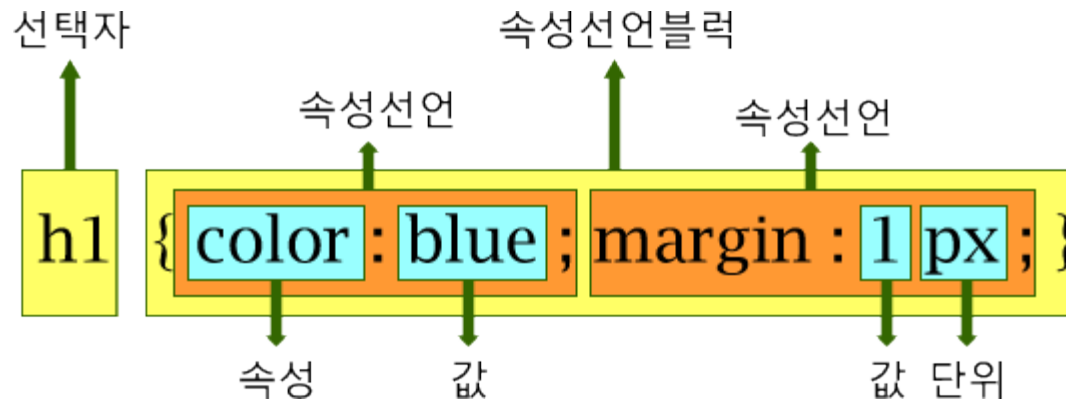 선택자 속성선언블럭
속성선언 속성선언
h1 { color : blue ; margin : 1 px ; }
속성 값 값 단위